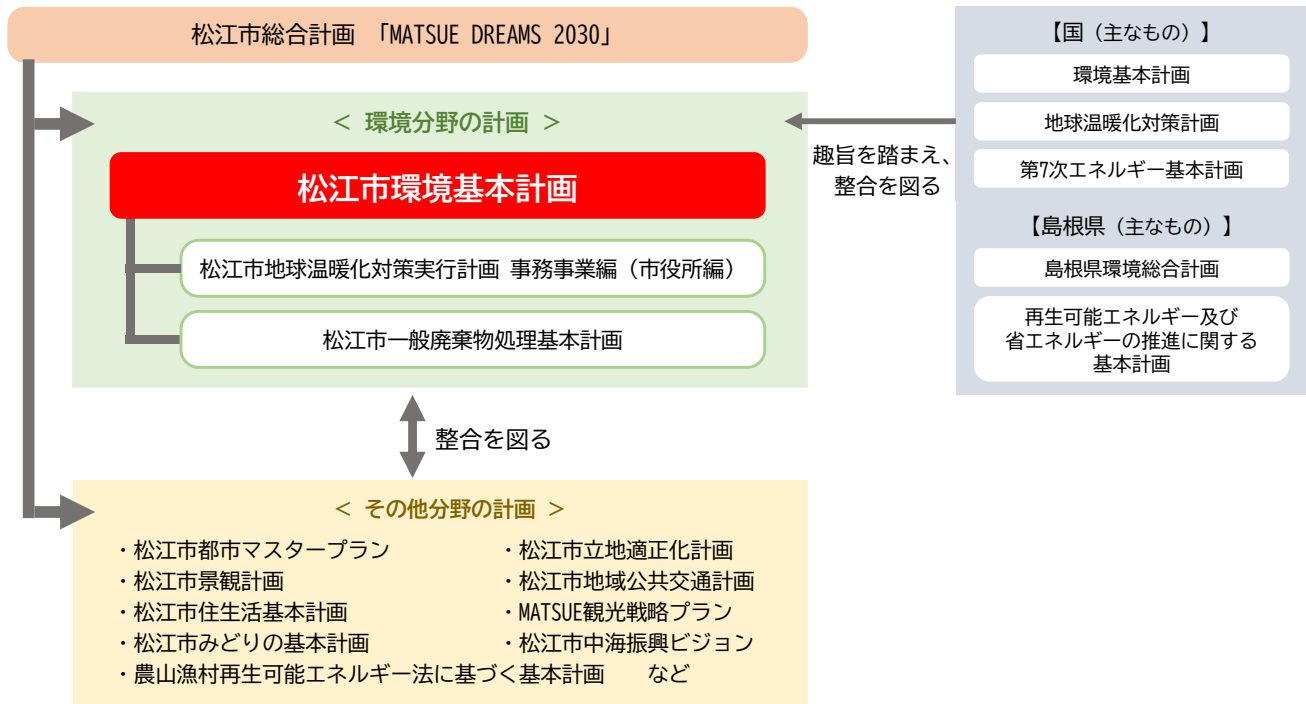 松江市総合計画 「MATSUE DREAMS 2030」
< 環境分野の計画 >
松江市環境基本計画
松江市地球温暖化対策実行計画 事務事業編（市役所編）
松江市一般廃棄物処理基本計画
整合を図る
< その他分野の計画 >
・松江市都市マスタープラン
・松江市景観計画
・松江市住生活基本計画
・松江市みどりの基本計画
・松江市立地適正化計画
・松江市地域公共交通計画
・MATSUE観光戦略プラン
・松江市中海振興ビジョン
・農山漁村再生可能エネルギー法に基づく基本計画　など
趣旨を踏まえ、
整合を図る
【国（主なもの）】
環境基本計画
地球温暖化対策計画
第7次エネルギー基本計画
【島根県（主なもの）】
島根県環境総合計画
再生可能エネルギー及び
省エネルギーの推進に関する
基本計画